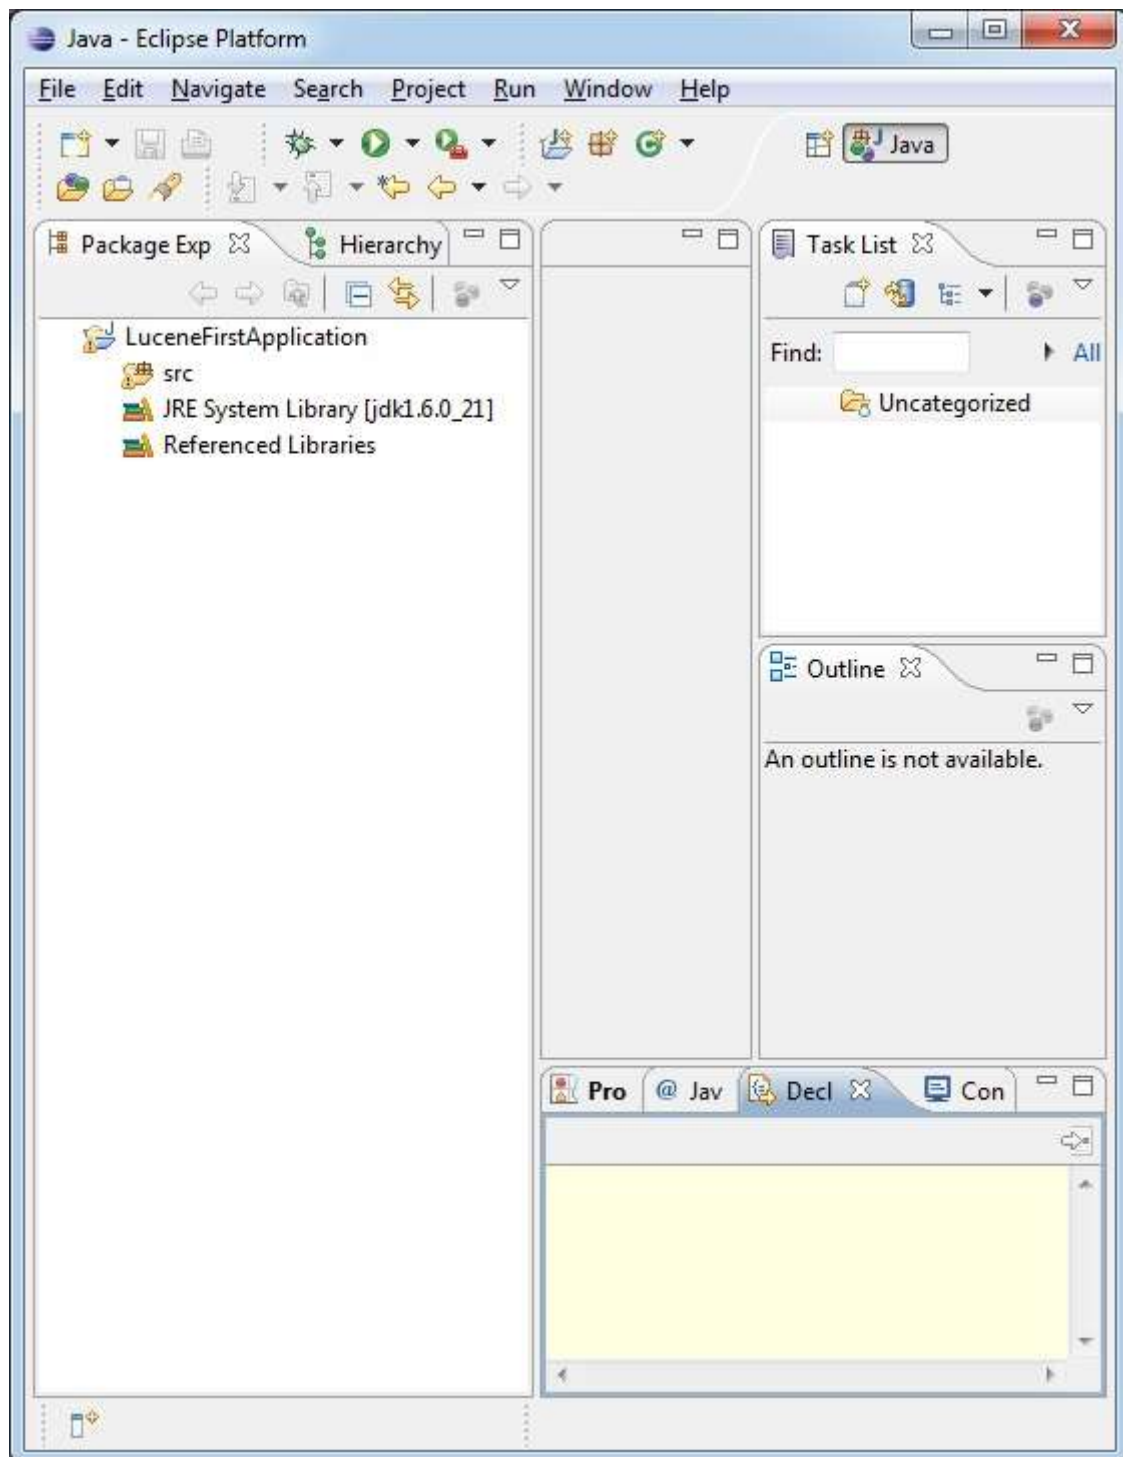 Java - Eclipse Platform
File Edit Navigate Search Project Run Window Help
Java
Package Exp Hierarchy
Task List
LuceneFirstApplication
src
JRE System Library [jdk1.6.0_21]
Referenced Libraries
Find: All
Uncategorized
Outline
An outline is not available.
Pro @ Jav Decl Con